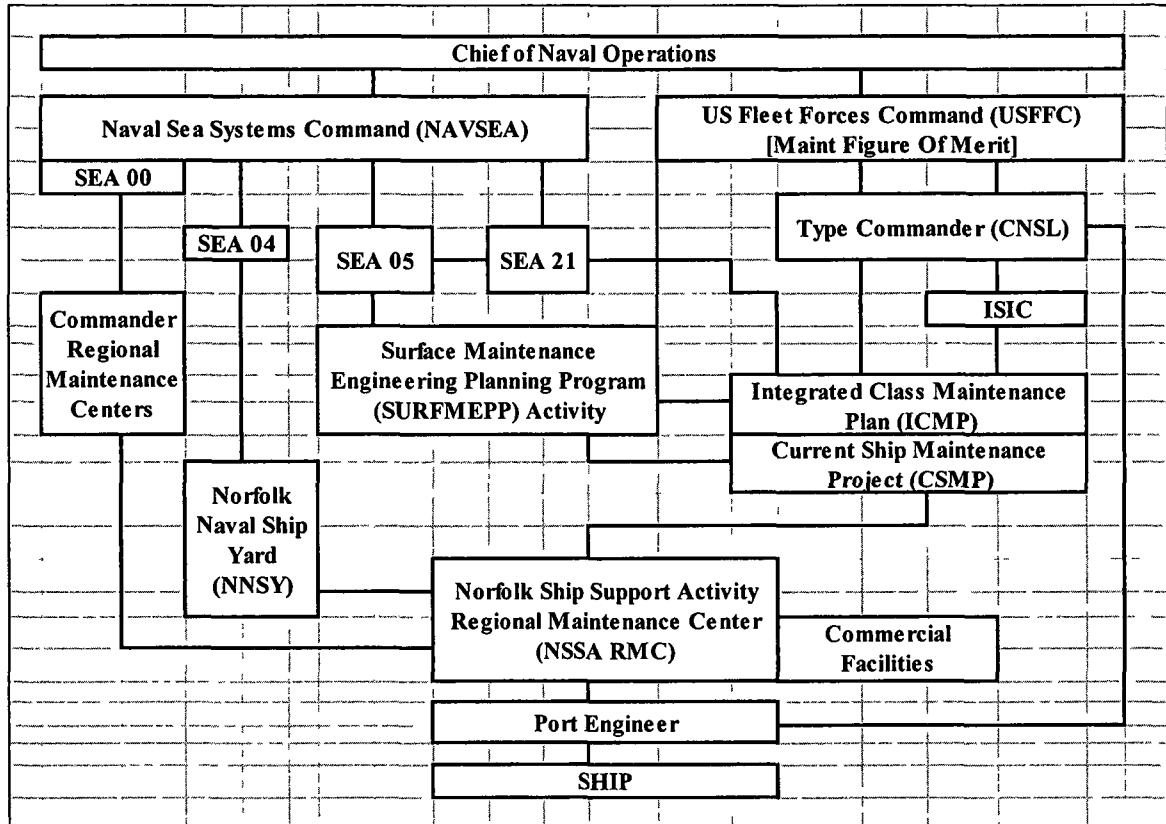 Chief of Naval Operations
Naval Sea Systems Command (NAVSEA)
US Fleet Forces Command (USFFC)
[Maint Figure Of Merit]
SEA 00
SEA 04
SEA 05
SEA 21
Type Commander (CNSL)
ISIC
Commander
Regional
Maintenance
Centers
Surface Maintenance
Engineering Planning Program
(SURFMEPP) Activity
Integrated Class Maintenance
Plan (ICMP)
Current Ship Maintenance
Project (CSMP)
Norfolk
Naval Ship
Yard
(NNSY)
Norfolk Ship Support Activity
Regional Maintenance Center
(NSSA RMC)
Commercial
Facilities
Port Engineer
SHIP